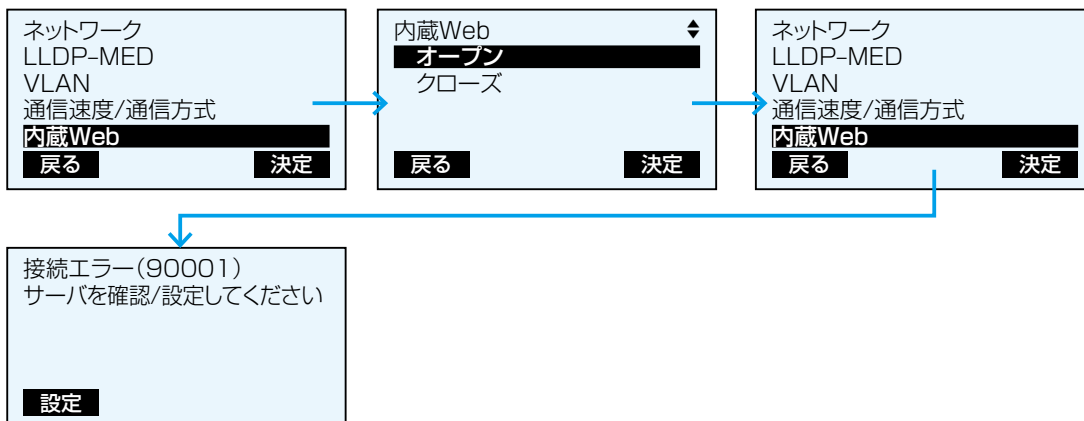 ネットワーク
LLDP-MED
VLAN
通信速度/通信方式
内蔵Web
戻る 決定
内蔵Web
オープン
クローズ
戻る 決定
ネットワーク
LLDP-MED
VLAN
通信速度/通信方式
内蔵Web
戻る 決定
接続エラー(90001)
サーバを確認/設定してください
設定